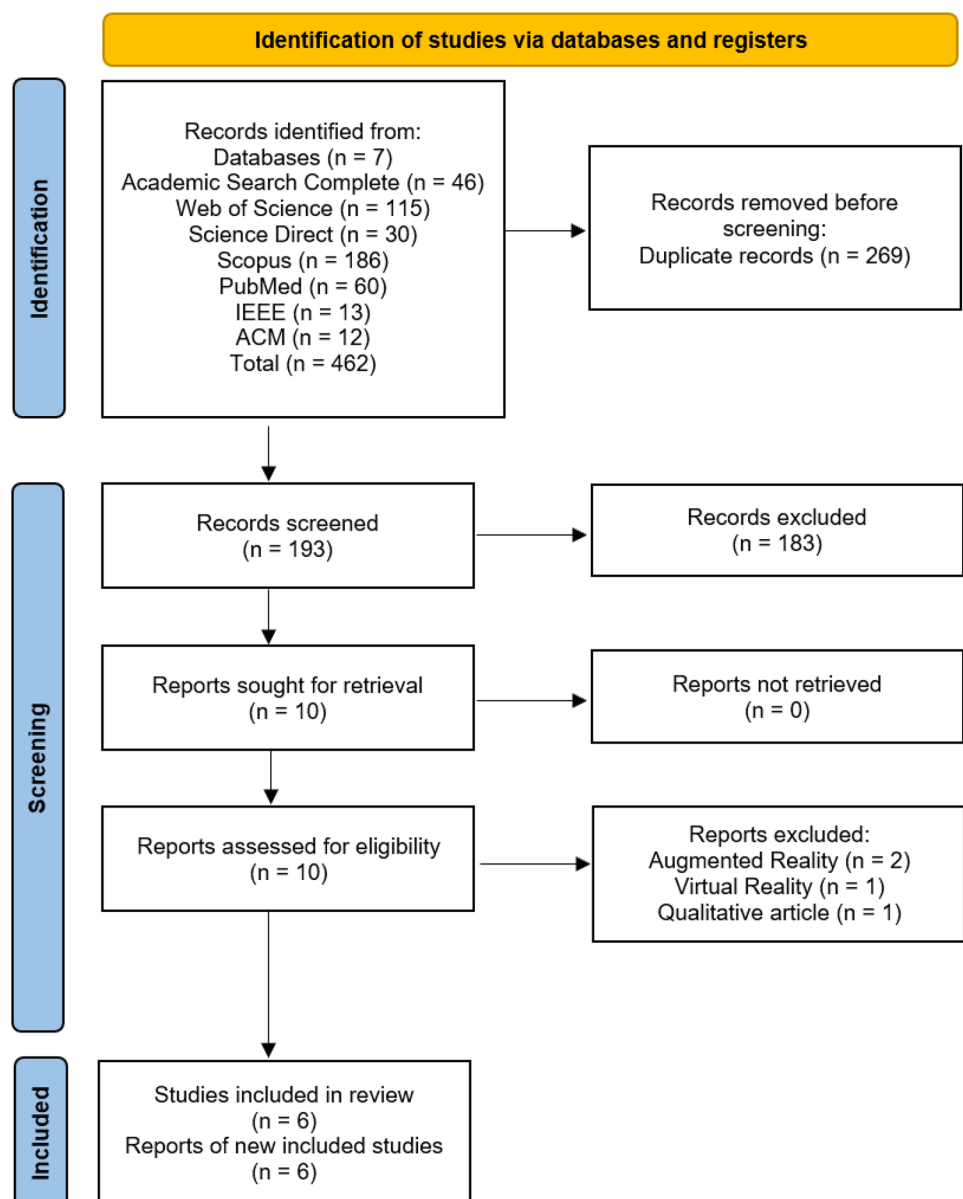 Identification of studies via databases and registers
Identification
Records identified from:
Databases (n = 7)
Academic Search Complete (n = 46)
Web of Science (n = 115)
Science Direct (n = 30)
Scopus (n = 186)
PubMed (n = 60)
IEEE (n = 13)
ACM (n = 12)
Total (n = 462)
Records removed before
screening:
Duplicate records (n = 269)
Screening
Records screened
(n = 193)
Records excluded
(n = 183)
Reports sought for retrieval
(n = 10)
Reports not retrieved
(n = 0)
Reports assessed for eligibility
(n = 10)
Reports excluded:
Augmented Reality (n = 2)
Virtual Reality (n = 1)
Qualitative article (n = 1)
Included
Studies included in review
(n = 6)
Reports of new included studies
(n = 6)